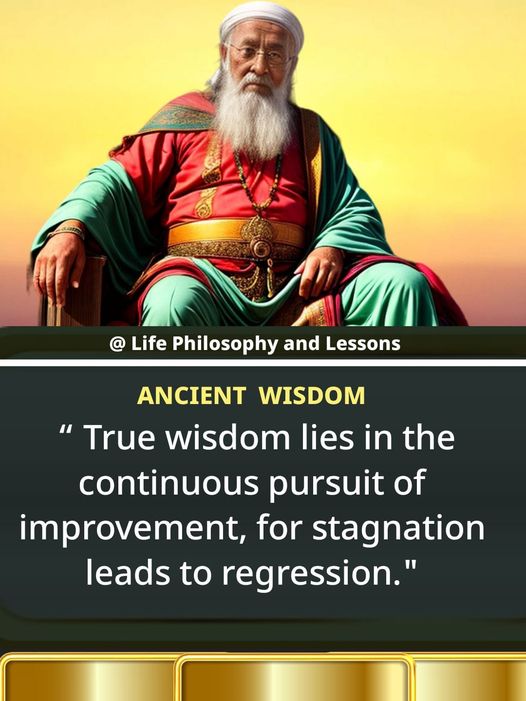 @ Life Philosophy and Lessons
ANCIENT WISDOM
“ True wisdom lies in the
continuous pursuit of
improvement, for stagnation
leads to regression."